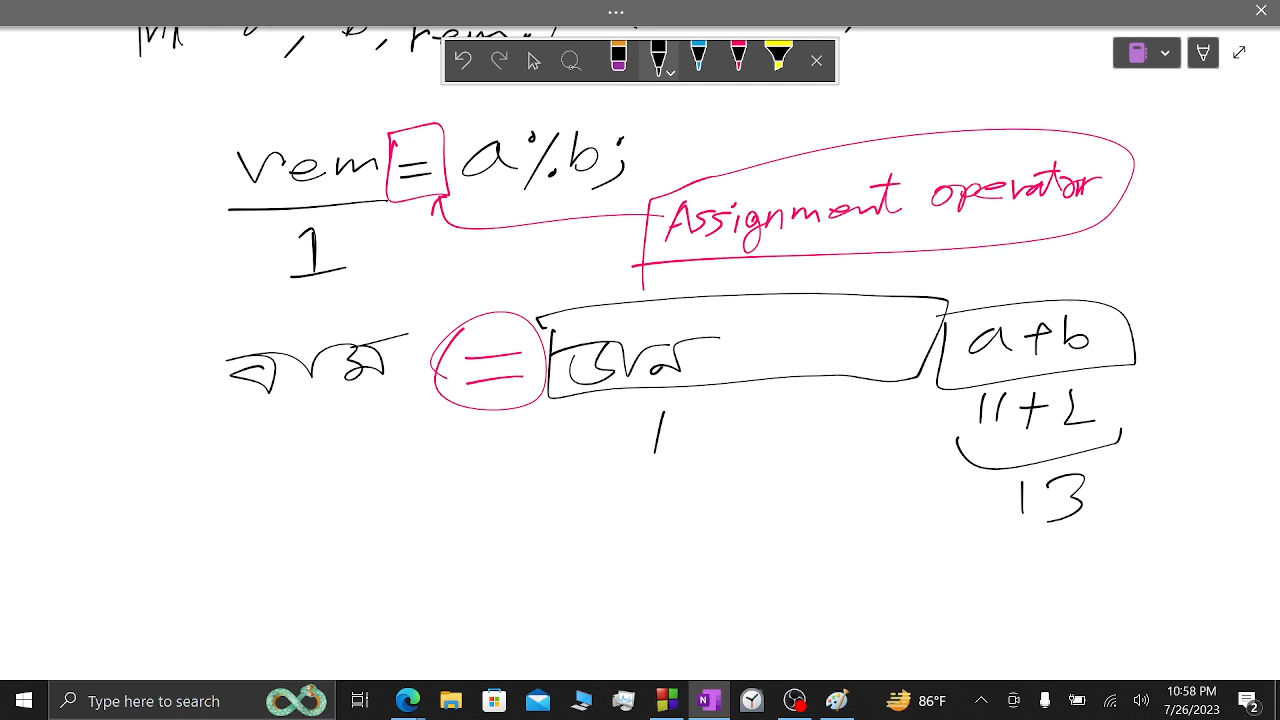 rem = a%b;
Assignment operator
1
বাম = ডান a+b
1 11+2
13
Type here to search
86°F
10:58 PM
7/26/2023
2